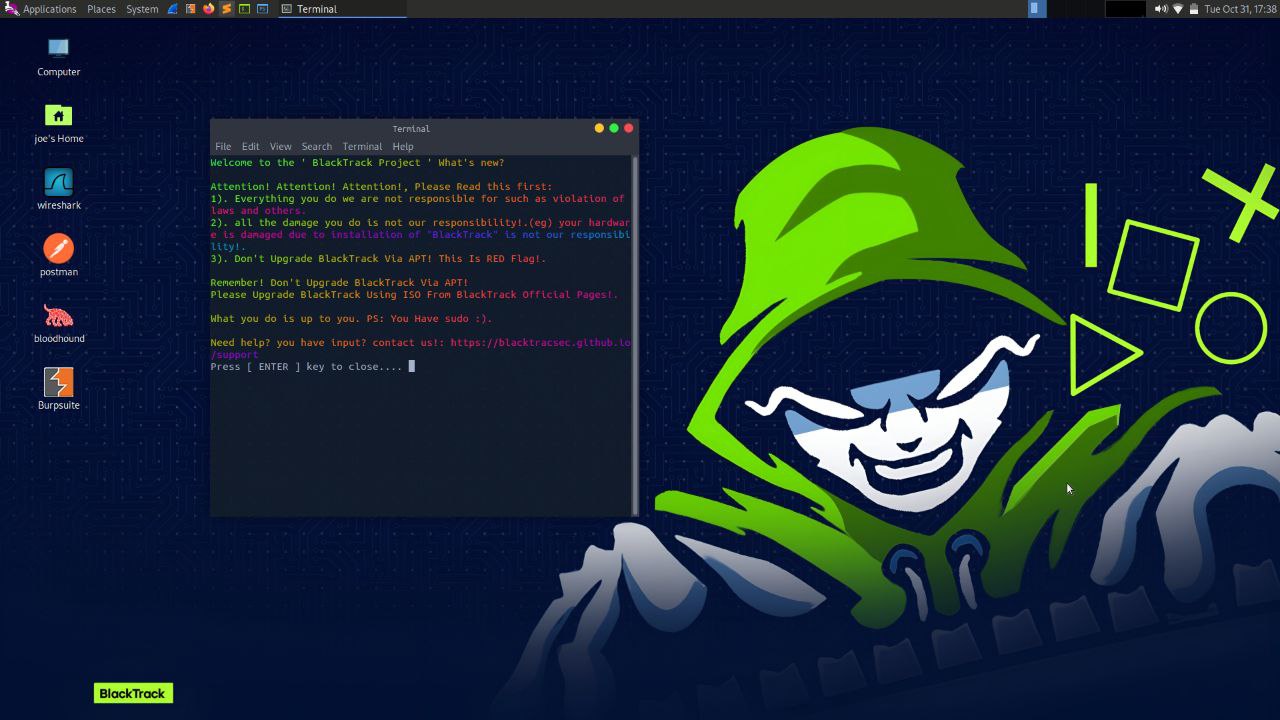 Applications Places System Terminal Tue Oct 31, 17:38
Computer
joe's Home
wireshark
postman
bloodhound
Burpsuite
Terminal
File Edit View Search Terminal Help
Welcome to the ' BlackTrack Project ' What's new?
Attention! Attention! Attention!, Please Read this first:
1). Everything you do we are not responsible for such as violation of
laws and others.
2). all the damage you do is not our responsibility!.(eg) your hardwar
e is damaged due to installation of "BlackTrack" is not our responsibi
lity!.
3). Don't Upgrade BlackTrack Via APT! This Is RED Flag!.
Remember! Don't Upgrade BlackTrack Via APT!
Please Upgrade BlackTrack Using ISO From BlackTrack Official Pages!.
What you do is up to you. PS: You Have sudo :).
Need help? you have input? contact us!: https://blacktracsec.github.io
/support
Press [ ENTER ] key to close....
BlackTrack